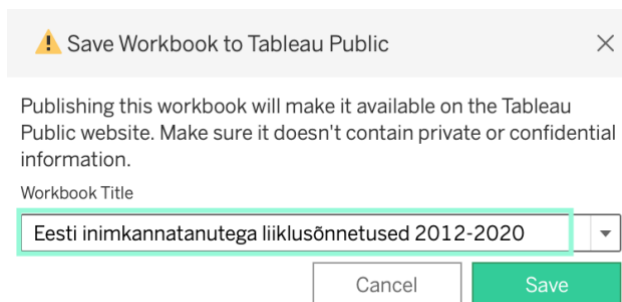 Save Workbook to Tableau Public
Publishing this workbook will make it available on the Tableau
Public website. Make sure it doesn't contain private or confidential
information.
Workbook Title
Eesti inimkannatanutega liiklusõnnetused 2012-2020
Cancel
Save